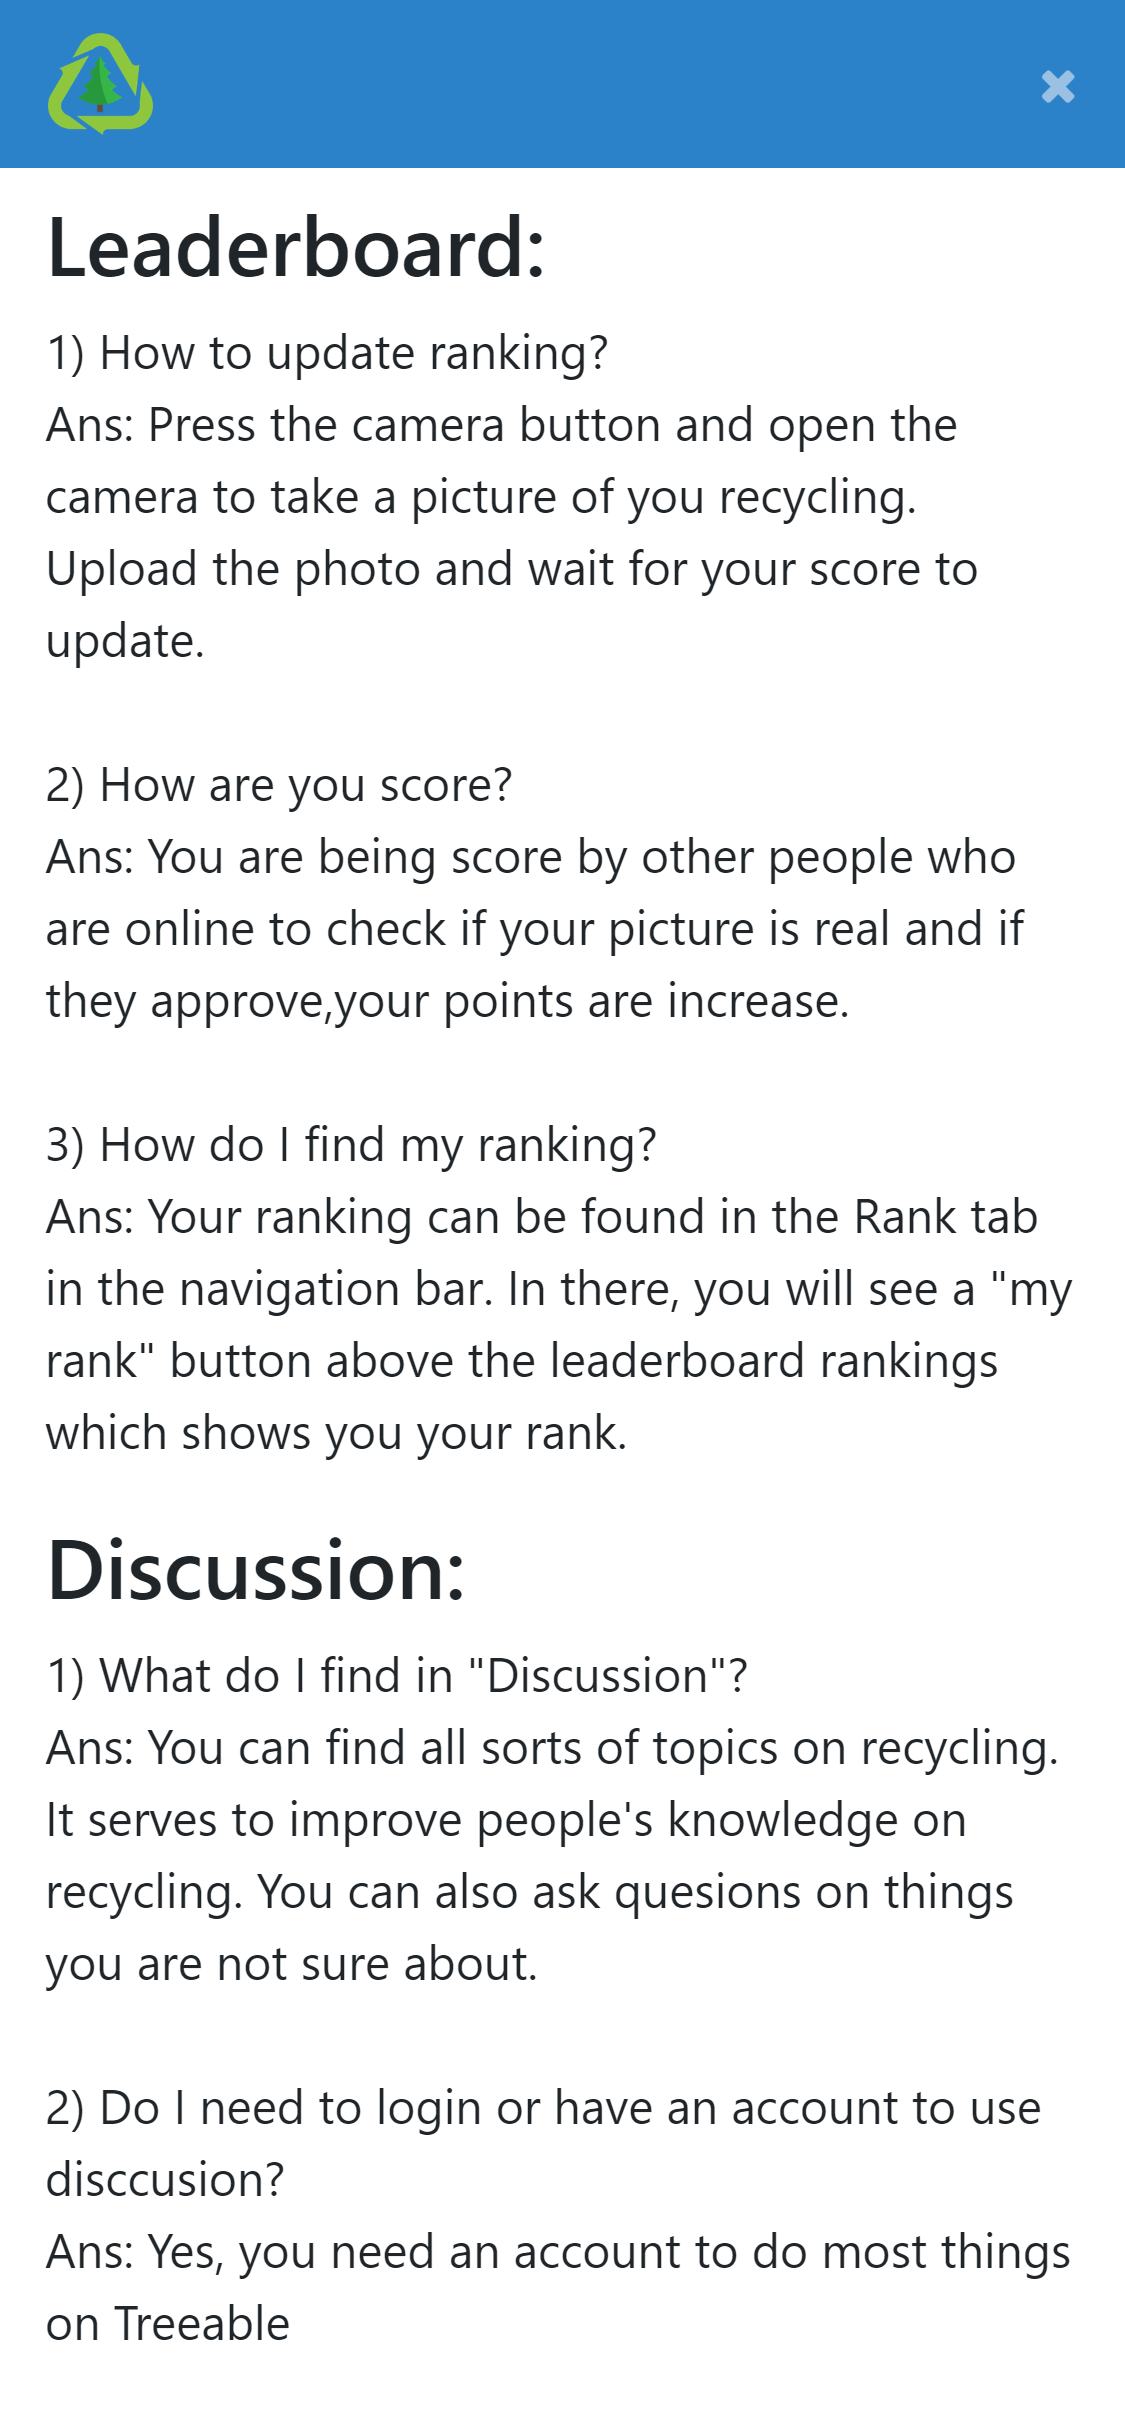 Leaderboard:
1) How to update ranking?
Ans: Press the camera button and open the
camera to take a picture of you recycling.
Upload the photo and wait for your score to
update.
2) How are you score?
Ans: You are being score by other people who
are online to check if your picture is real and if
they approve,your points are increase.
3) How do I find my ranking?
Ans: Your ranking can be found in the Rank tab
in the navigation bar. In there, you will see a "my
rank" button above the leaderboard rankings
which shows you your rank.
Discussion:
1) What do I find in "Discussion"?
Ans: You can find all sorts of topics on recycling.
It serves to improve people's knowledge on
recycling. You can also ask quesions on things
you are not sure about.
2) Do I need to login or have an account to use
disccusion?
Ans: Yes, you need an account to do most things
on Treeable